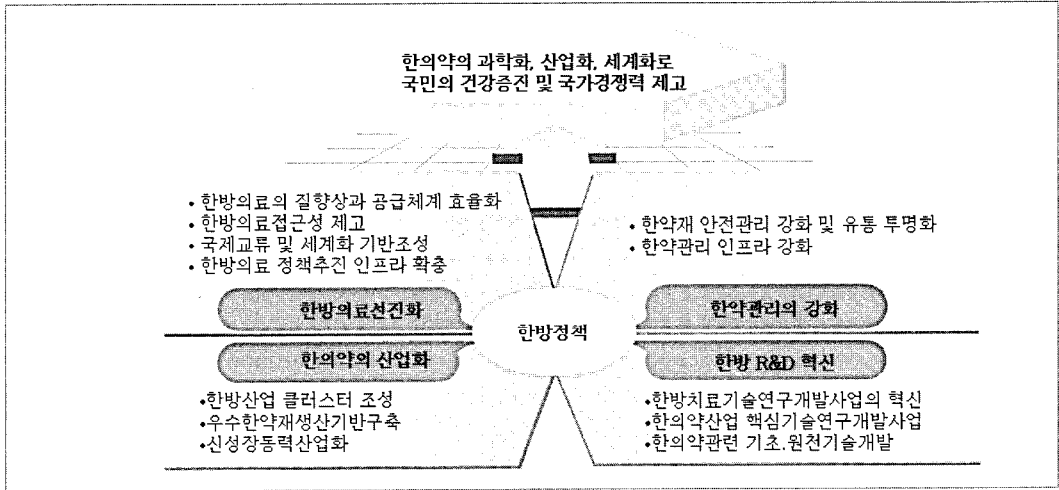 한의약의 과학화, 산업화, 세계화로
국민의 건강증진 및 국가경쟁력 제고
• 한방의료의 질향상과 공급체계 효율화
• 한방의료접근성 제고
• 국제교류 및 세계화 기반조성
• 한방의료 정책추진 인프라 확충
• 한약재 안전관리 강화 및 유통 투명화
• 한약관리 인프라 강화
한방의료선진화
한약관리의 강화
한방정책
한의약의 산업화
한방 R&D 혁신
•한방산업 클러스터 조성
•우수한약재생산기반구축
•신성장동력산업화
•한방치료기술연구개발사업의 혁신
•한의약산업 핵심기술연구개발사업
•한의약관련 기초.원천기술개발